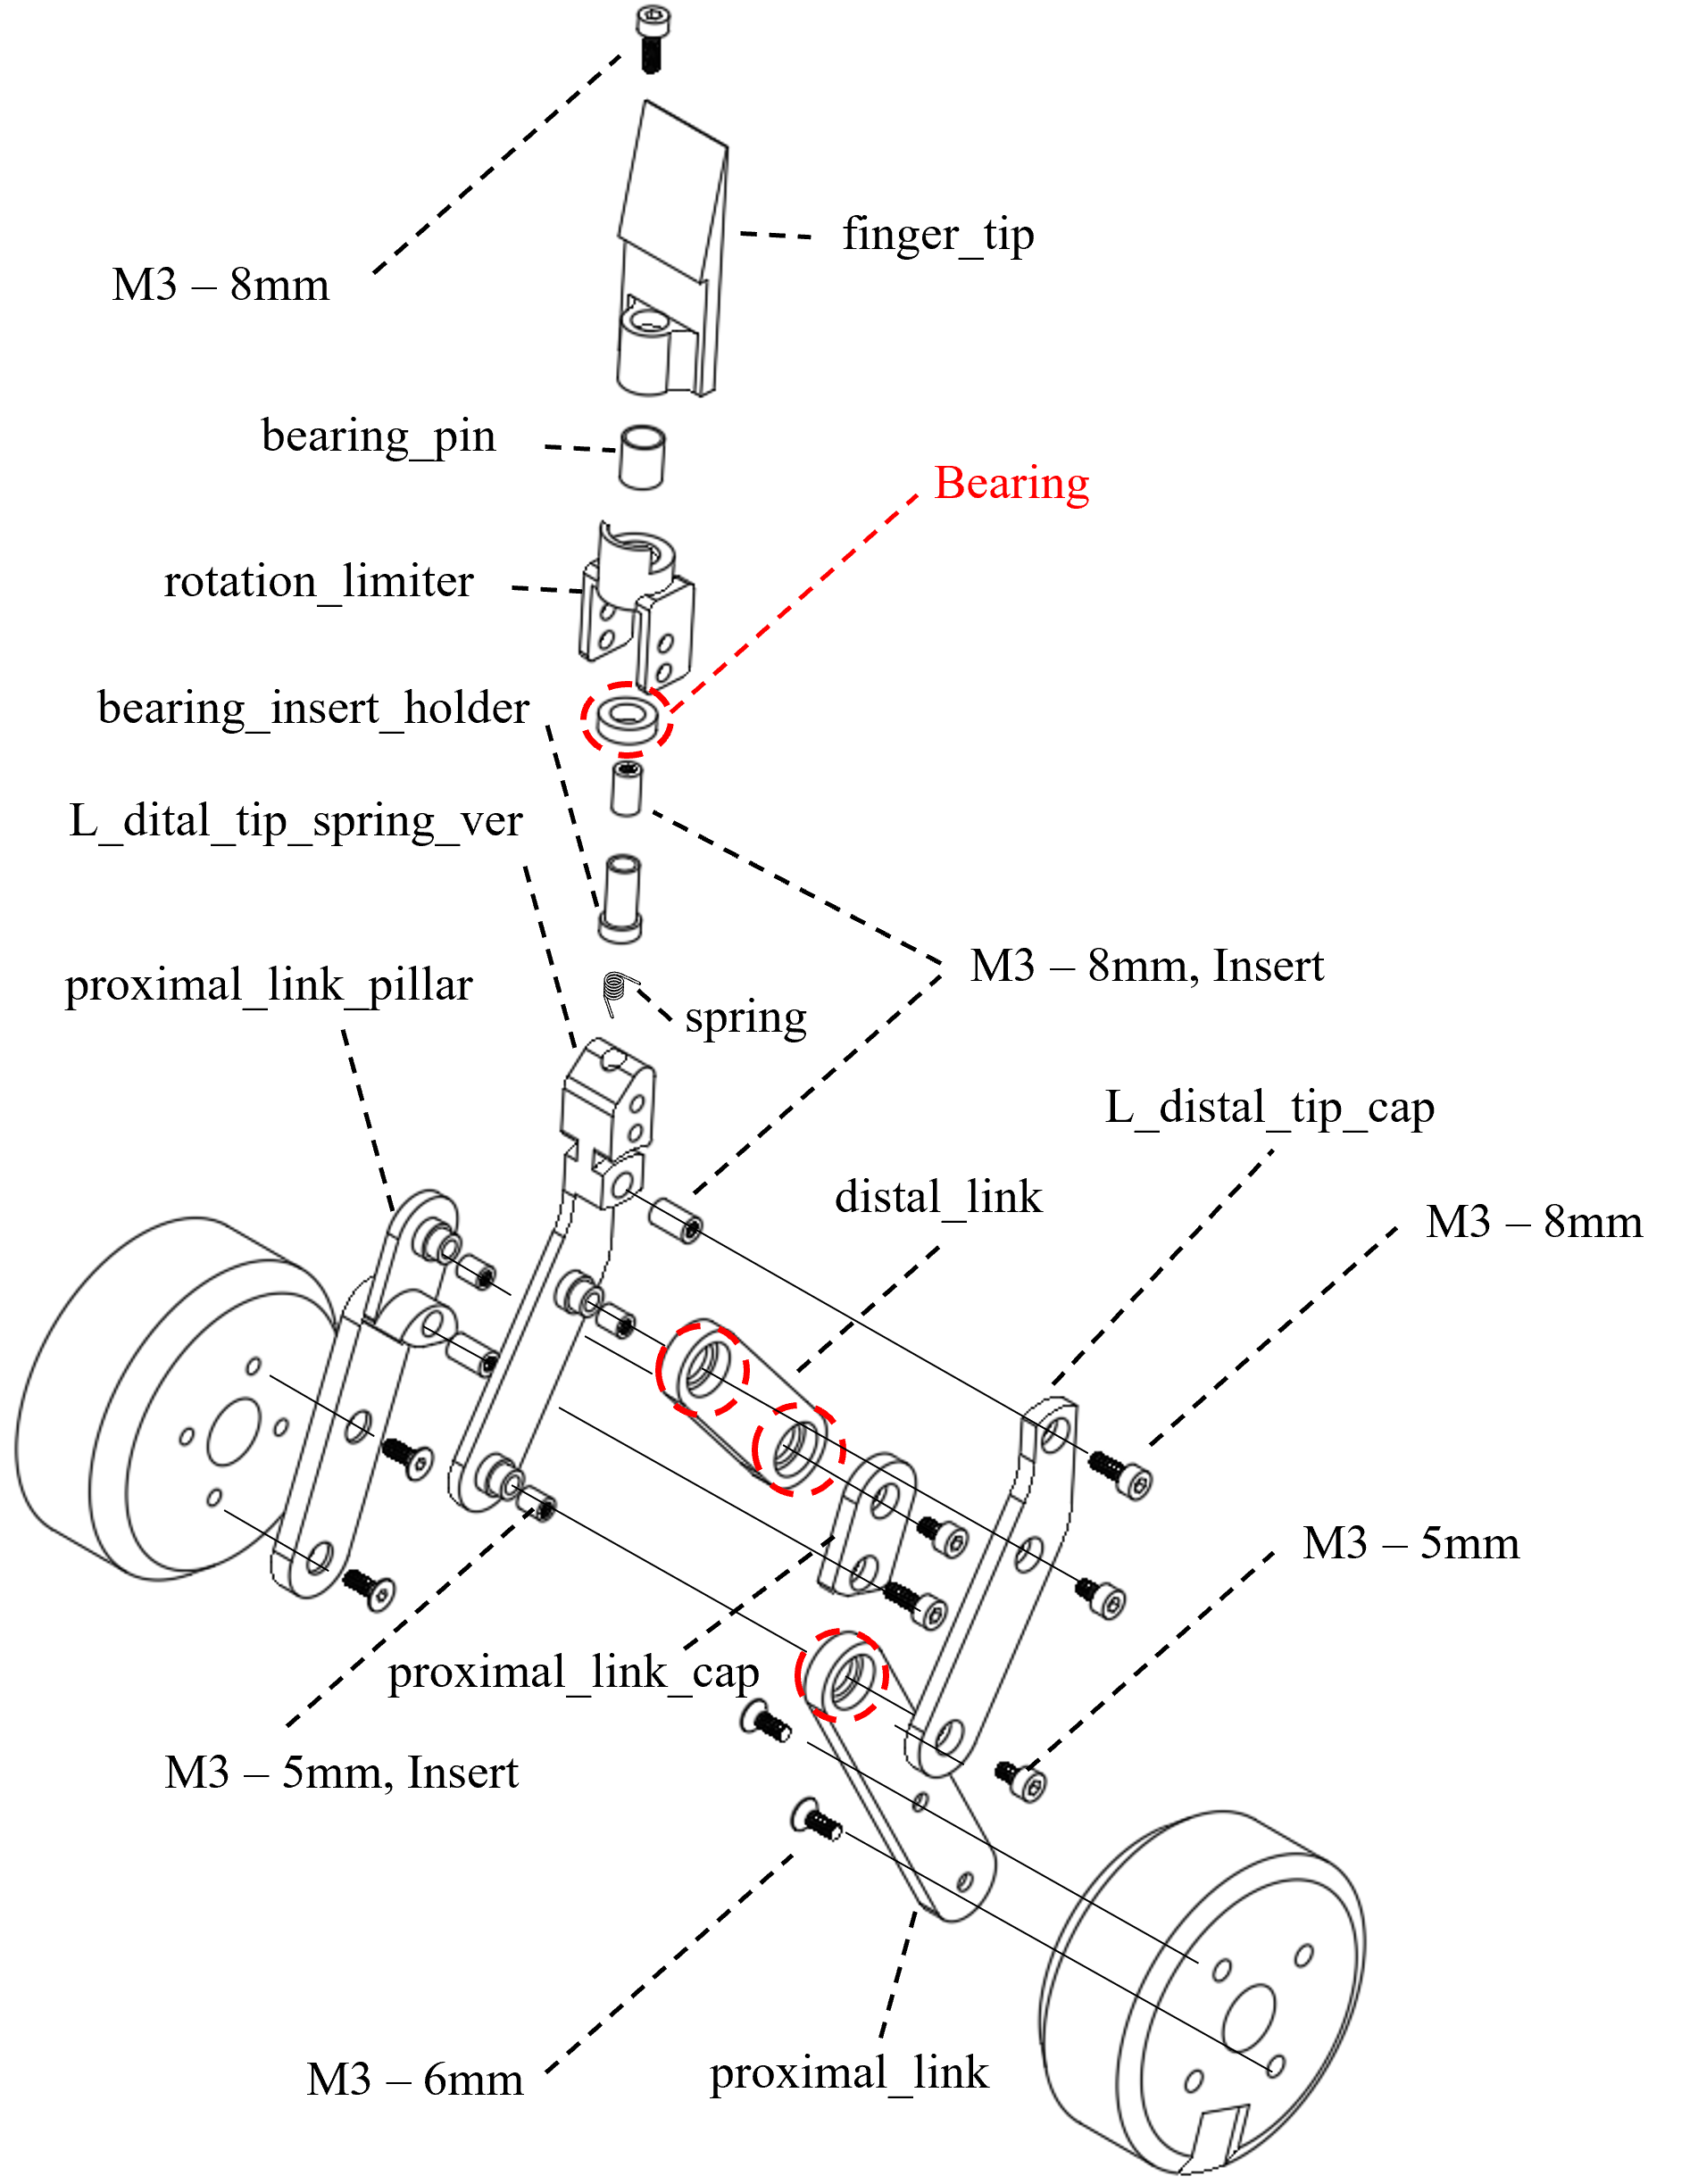 finger_tip
M3 – 8mm
bearing_pin
Bearing
rotation_limiter
bearing_insert_holder
L_dital_tip_spring_ver
M3 – 8mm, Insert
proximal_link_pillar
spring
L_distal_tip_cap
distal_link
M3 – 8mm
M3 – 5mm
proximal_link_cap
M3 – 5mm, Insert
M3 – 6mm
proximal_link